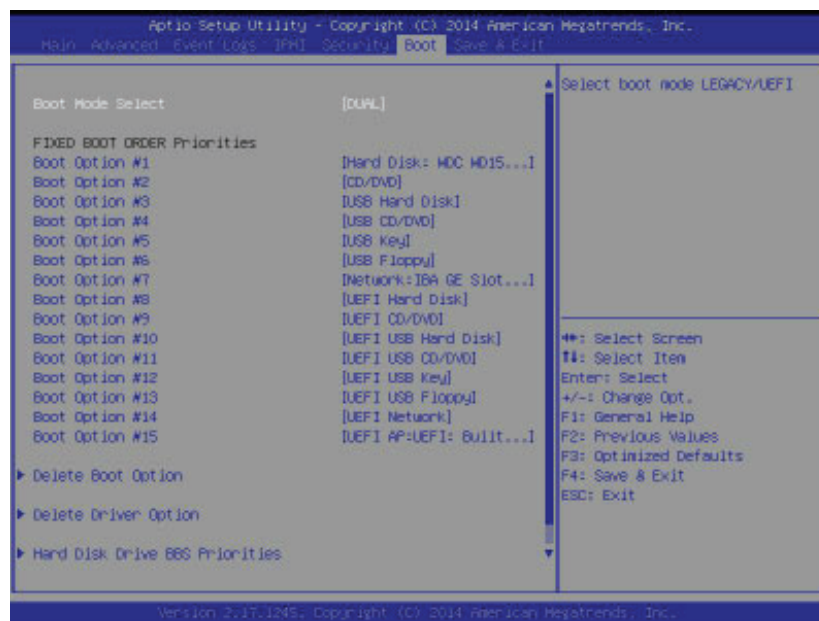 Aptio Setup Utility - Copyright (C) 2014 American Megatrends, Inc.
Main Advanced Event Logs IPMI Security Boot Save & Exit
Boot Mode Select [DUAL]
FIXED BOOT ORDER Priorities
Boot Option #1 [Hard Disk: WDC WD15...]
Boot Option #2 [CD/DVD]
Boot Option #3 [USB Hard Disk]
Boot Option #4 [USB CD/DVD]
Boot Option #5 [USB Key]
Boot Option #6 [USB Floppy]
Boot Option #7 [Network:IBA GE Slot...]
Boot Option #8 [UEFI Hard Disk]
Boot Option #9 [UEFI CD/DVD]
Boot Option #10 [UEFI USB Hard Disk]
Boot Option #11 [UEFI USB CD/DVD]
Boot Option #12 [UEFI USB Key]
Boot Option #13 [UEFI USB Floppy]
Boot Option #14 [UEFI Network]
Boot Option #15 [UEFI AP:UEFI: Built...]
Delete Boot Option
Delete Driver Option
Hard Disk Drive BBS Priorities
Select boot mode LEGACY/UEFI
↔: Select Screen
↑↓: Select Item
Enter: Select
+/-: Change Opt.
F1: General Help
F2: Previous Values
F3: Optimized Defaults
F4: Save & Exit
ESC: Exit
Version 2.17.1245. Copyright (C) 2014 American Megatrends, Inc.